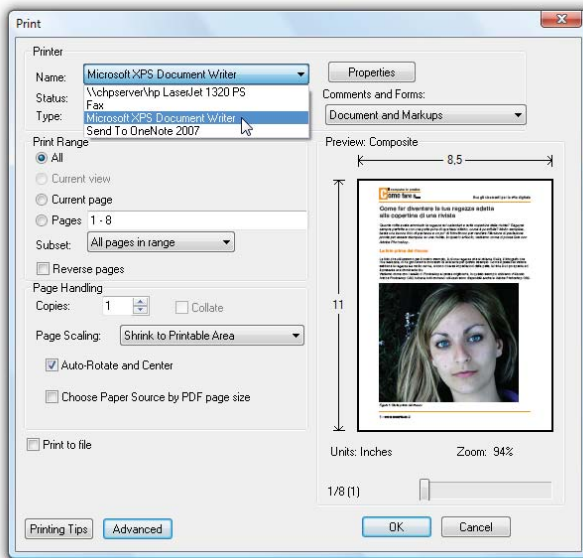 Print
Printer
Name: Microsoft XPS Document Writer Properties
Status: \\chpserver\hp LaserJet 1320 PS Comments and Forms:
Fax
Type: Microsoft XPS Document Writer Document and Markups
Send To OneNote 2007
Print Range
All
Current view
Current page
Pages 1 - 8
Subset: All pages in range
Reverse pages
Page Handling
Copies: 1 Collate
Page Scaling: Shrink to Printable Area
Auto-Rotate and Center
Choose Paper Source by PDF page size
Print to file
Preview: Composite
8,5
11
Come far diventare la tua ragazza adatta
alla copertina di una rivista
Units: Inches Zoom: 94%
1/8 (1)
Printing Tips Advanced OK Cancel